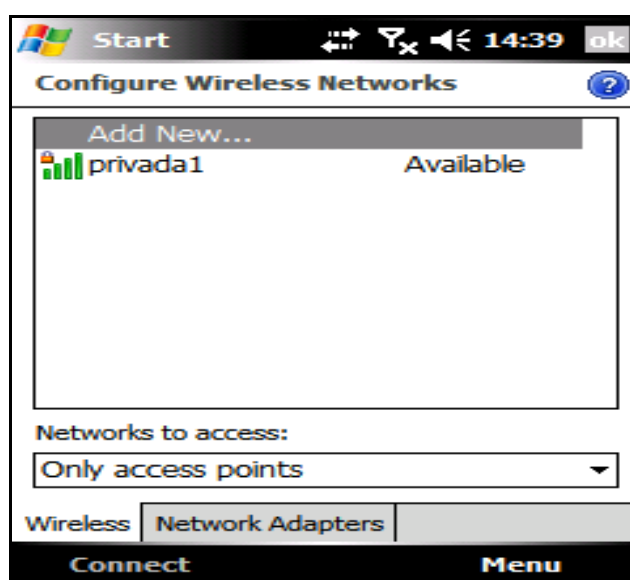 Start 14:39 ok
Configure Wireless Networks ?
Add New...
privada1 Available
Networks to access:
Only access points
Wireless Network Adapters
Connect Menu